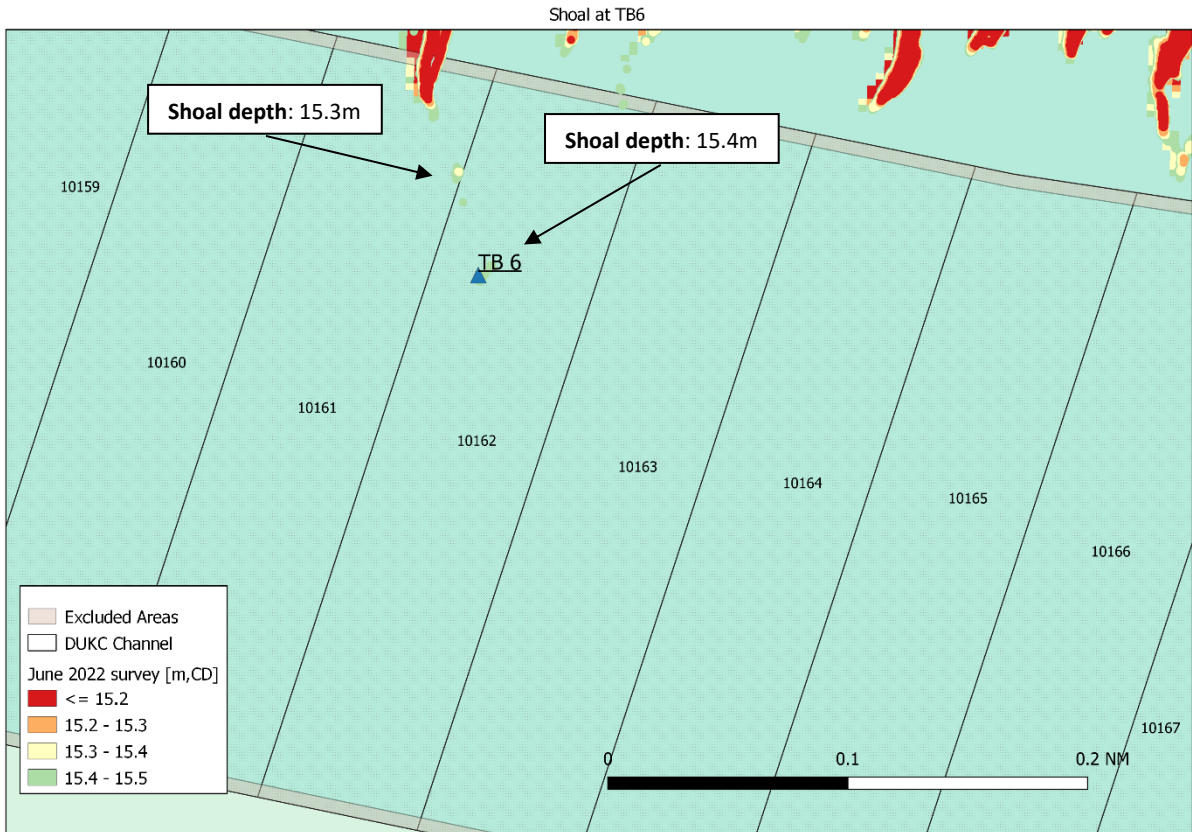 Shoal at TB6
Shoal depth: 15.3m
Shoal depth: 15.4m
10159
TB 6
10160
10161
10162
10163
10164
10165
10166
10167
Excluded Areas
DUKC Channel
June 2022 survey [m,CD]
<= 15.2
15.2 - 15.3
15.3 - 15.4
15.4 - 15.5
0 0.1 0.2 NM